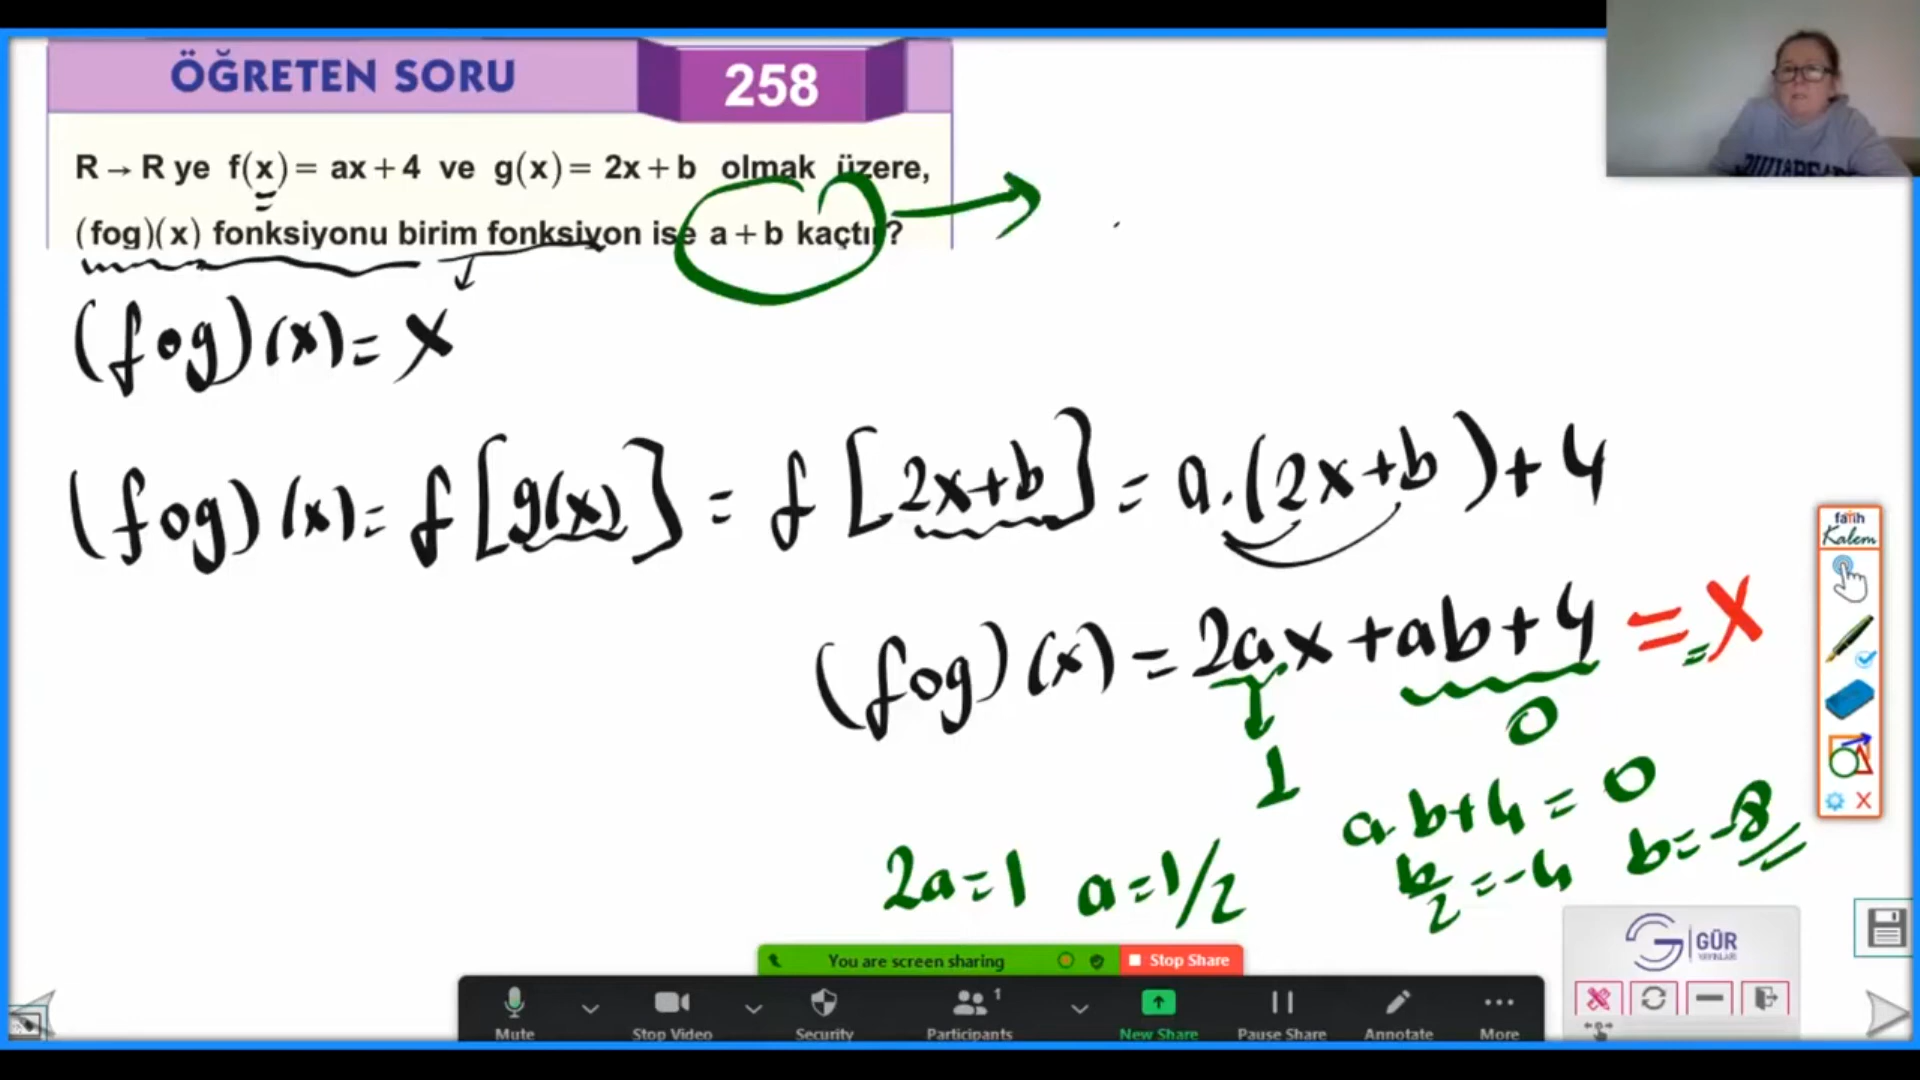 ÖĞRETEN SORU
258
R → R ye f(x) = ax + 4 ve g(x) = 2x + b olmak üzere,
(fog)(x) fonksiyonu birim fonksiyon ise a + b kaçtır?
(fog)(x) = x
(fog)(x) = f[g(x)] = f[2x+b] = a.(2x+b)+4
(fog)(x) = 2ax + ab + 4 = x
1
0
ab+4=0
2a=1 a=1/2
b/2=-4 b=-8
fatih
Kalem
GÜR
YAYINLARI
You are screen sharing
Stop Share
Mute
Stop Video
Security
Participants
1
New Share
Pause Share
Annotate
More